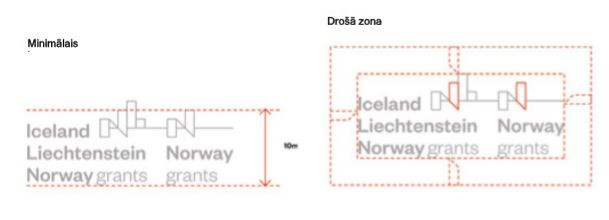 Drošā zona
Minimālais
Iceland
Liechtenstein Norway
Norway grants grants
10m
Iceland
Liechtenstein Norway
Norway grants grants